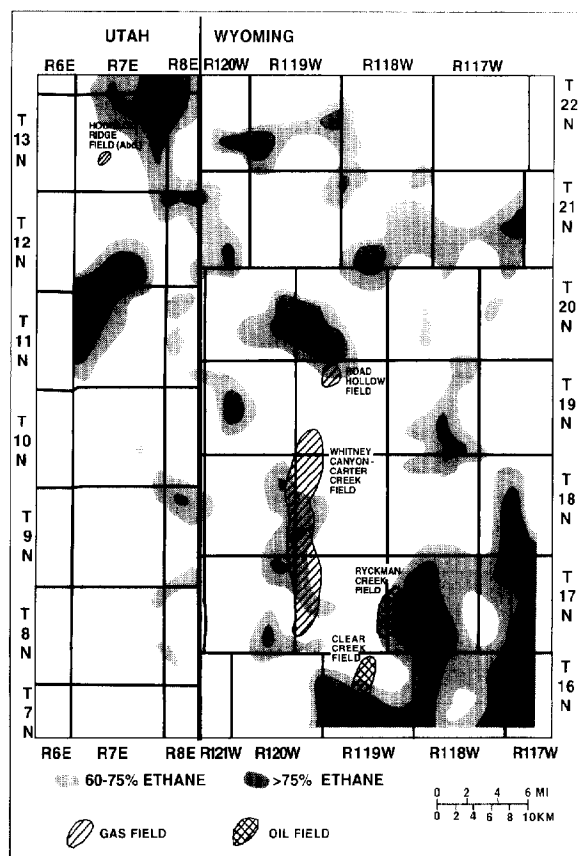 UTAH WYOMING
R6E R7E R8E R120W R119W R118W R117W
T 13 N
T 12 N
T 11 N
T 10 N
T 9 N
T 8 N
T 7 N
RIDGE
FIELD (Abd.)
ROAD
HOLLOW
FIELD
WHITNEY
CANYON-
CARTER
CREEK
FIELD
RYCKMAN
CREEK
FIELD
CLEAR
CREEK
FIELD
T 22 N
T 21 N
T 20 N
T 19 N
T 18 N
T 17 N
T 16 N
R6E R7E R8E R121W R120W R119W R118W R117W
60-75% ETHANE >75% ETHANE
GAS FIELD OIL FIELD
0 2 4 6 MI
0 2 4 6 8 10KM